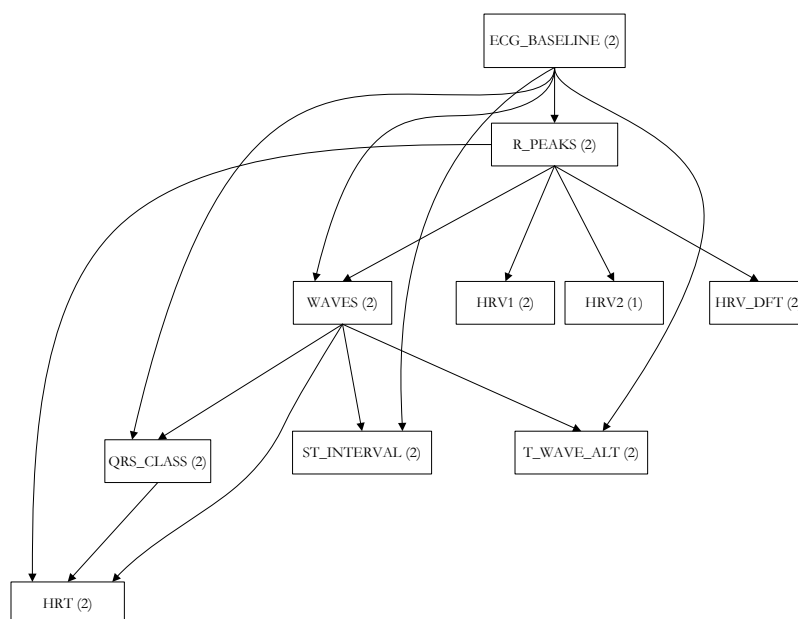 ECG_BASELINE (2)
R_PEAKS (2)
WAVES (2)
HRV1 (2)
HRV2 (1)
HRV_DFT (2
QRS_CLASS (2)
ST_INTERVAL (2)
T_WAVE_ALT (2)
HRT (2)